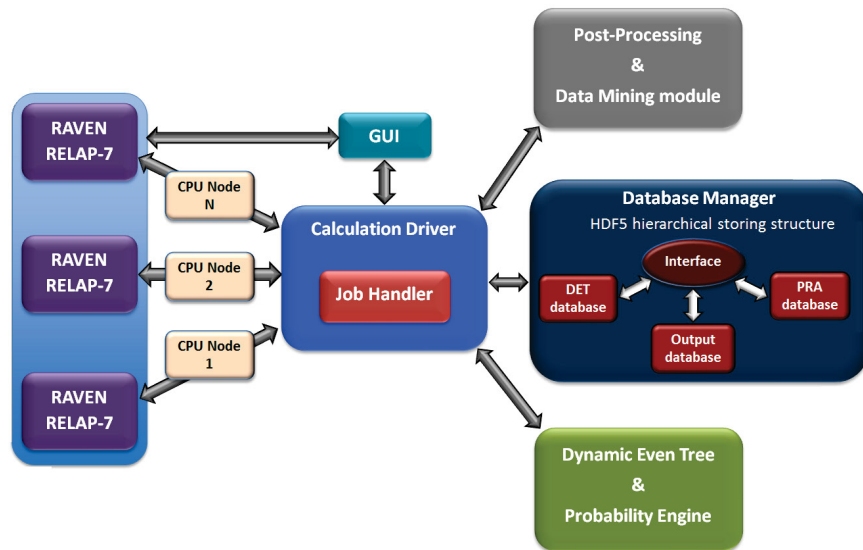 RAVEN
RELAP-7
RAVEN
RELAP-7
RAVEN
RELAP-7
CPU Node
N
CPU Node
2
CPU Node
1
GUI
Calculation Driver
Job Handler
Post-Processing
&
Data Mining module
Database Manager
HDF5 hierarchical storing structure
Interface
DET
database
PRA
database
Output
database
Dynamic Even Tree
&
Probability Engine